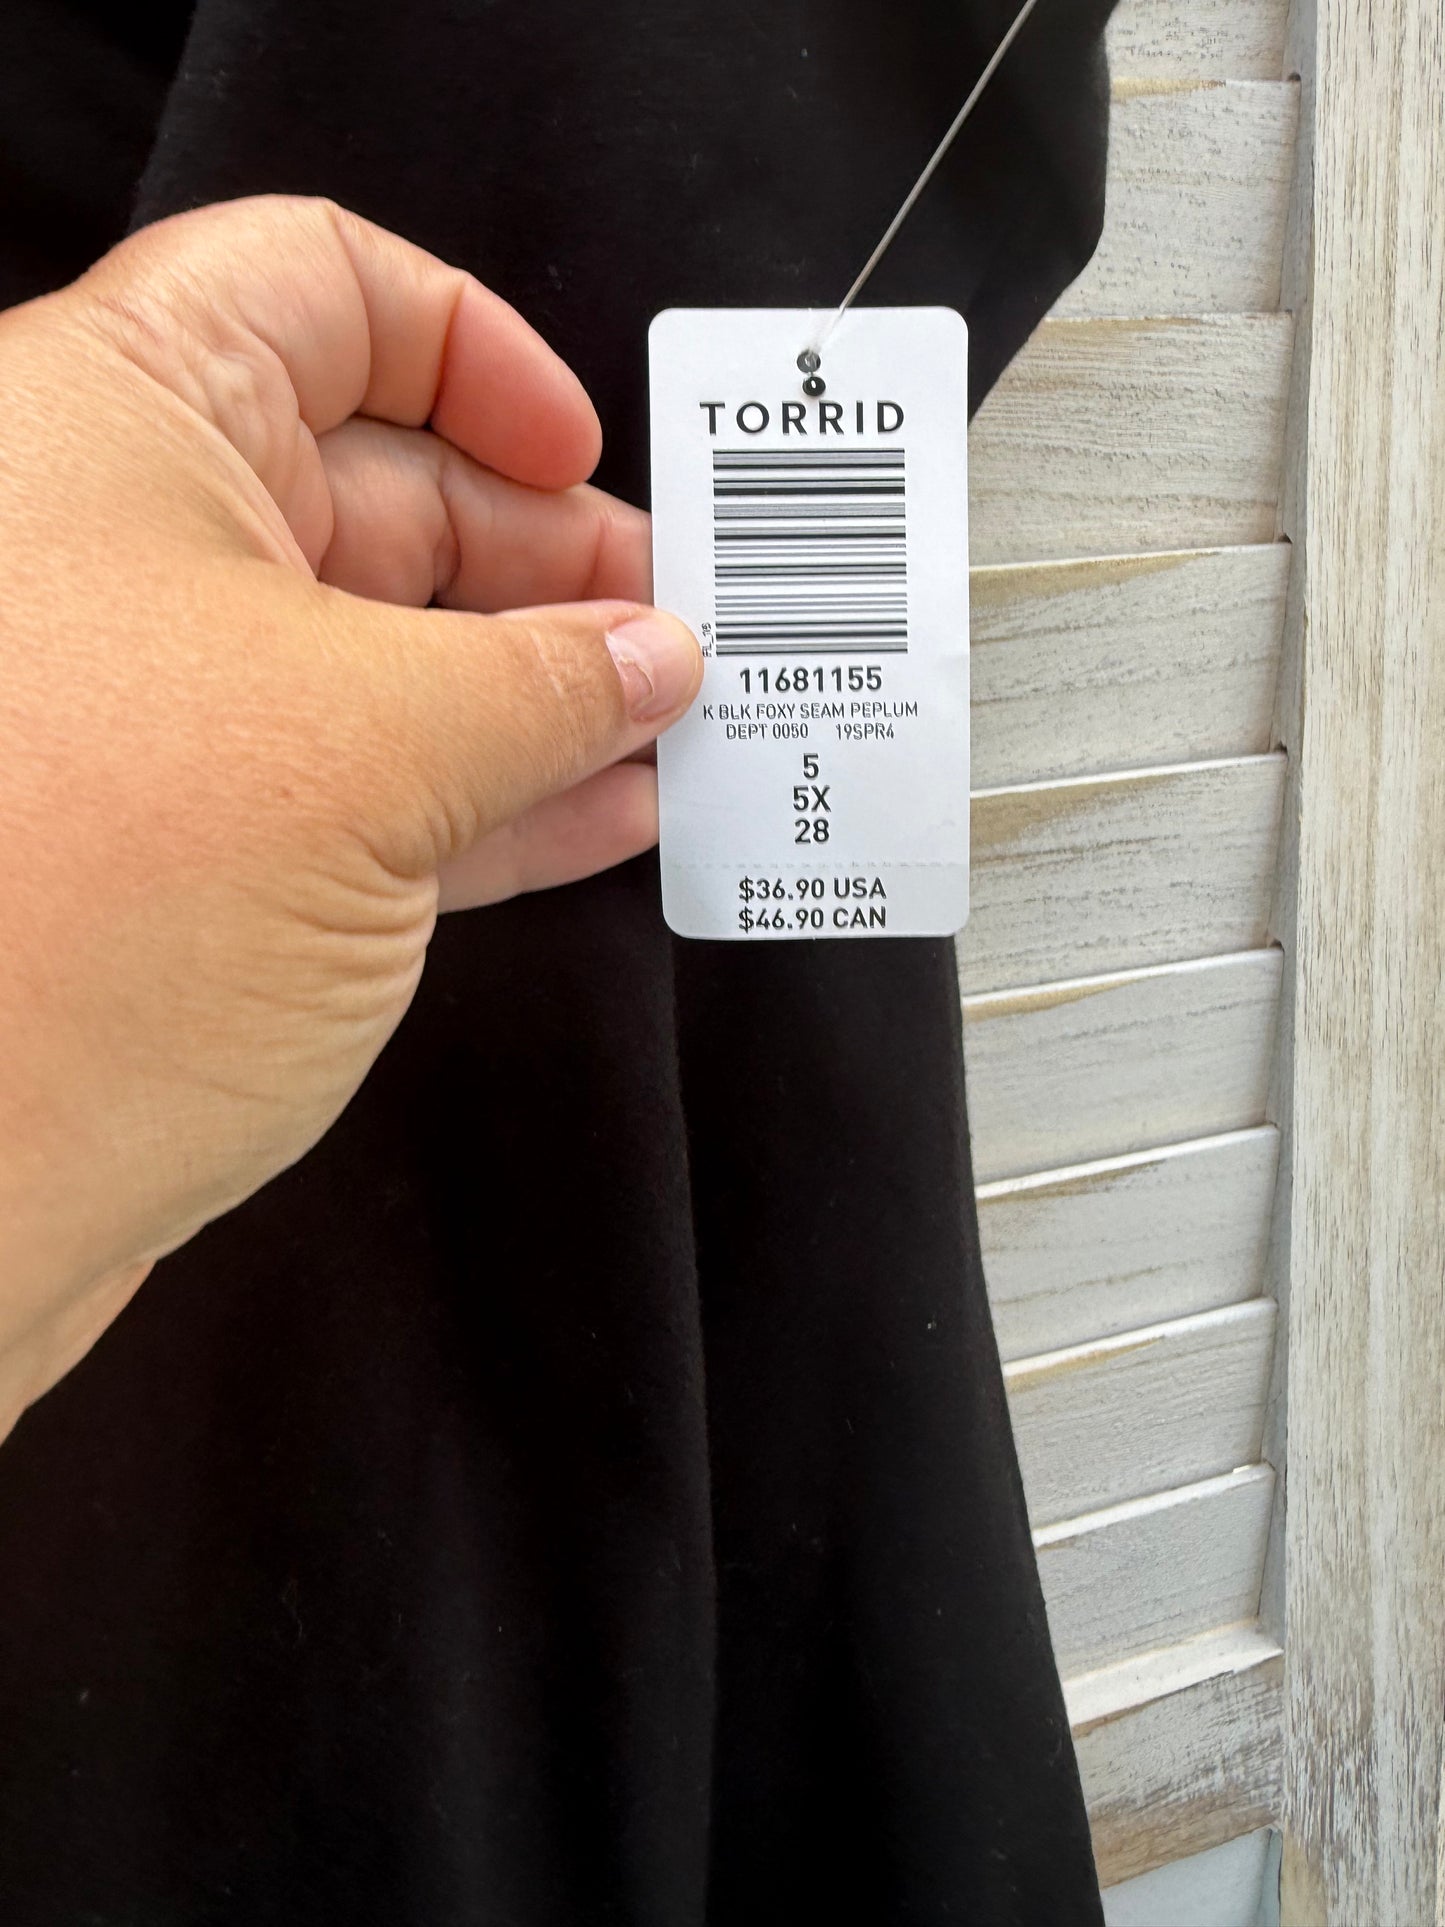 TORRID
11681155
K BLK FOXY SEAM PEPLUM
DEPT 0050 19SPR4
5
5X
28
$36.90 USA
$46.90 CAN